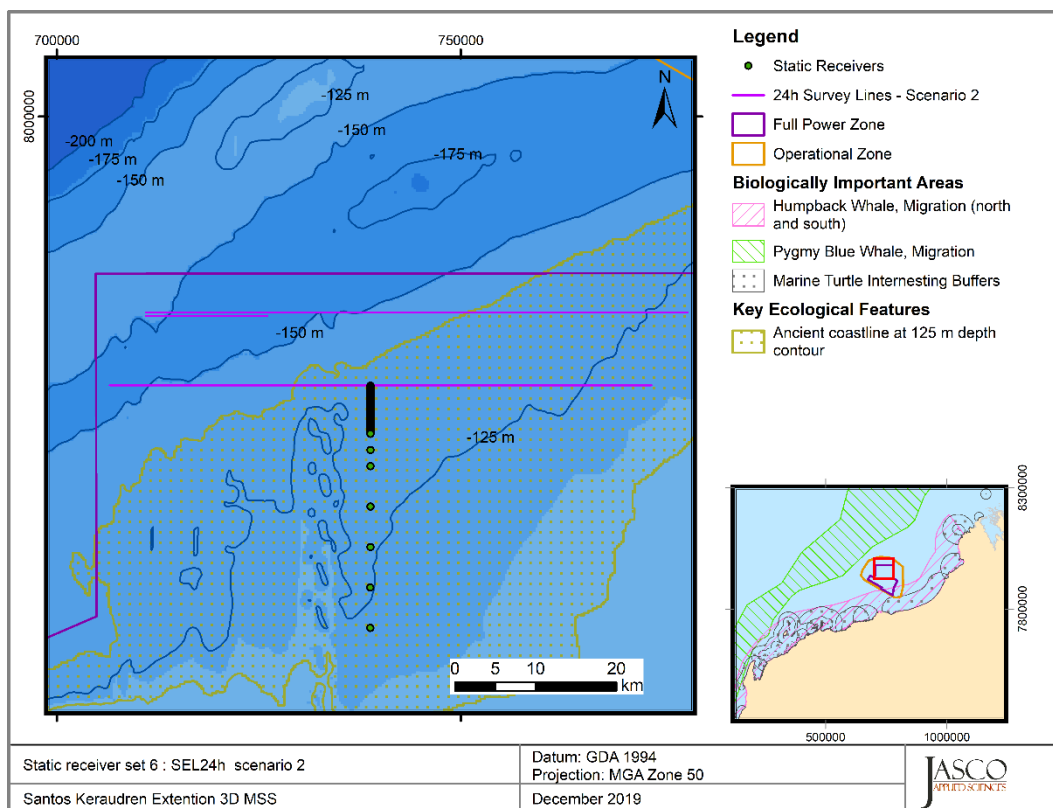 700000
750000
800000
N
-125 m
-150 m
-175 m
-200 m
-175 m
-150 m
-150 m
-125 m
0 5 10 20
km
Legend
Static Receivers
24h Survey Lines - Scenario 2
Full Power Zone
Operational Zone
Biologically Important Areas
Humpback Whale, Migration (north
and south)
Pygmy Blue Whale, Migration
Marine Turtle Internesting Buffers
Key Ecological Features
Ancient coastline at 125 m depth
contour
8300000
7800000
500000
1000000
Static receiver set 6 : SEL24h scenario 2
Datum: GDA 1994
Projection: MGA Zone 50
Santos Keraudren Extention 3D MSS
December 2019
JASCO
APPLIED SCIENCES